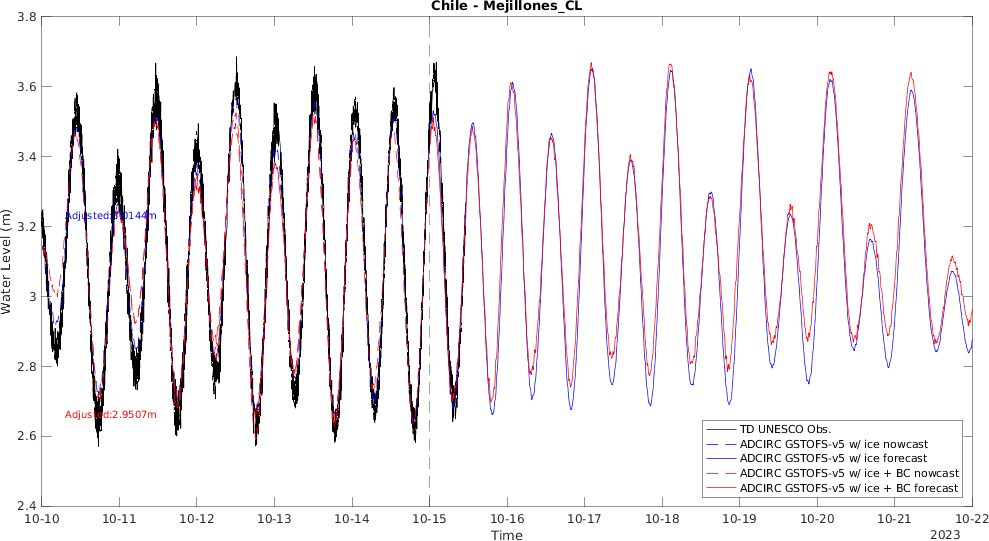 Chile - Mejillones_CL
Water Level (m)
3.8
3.6
3.4
3.2
3
2.8
2.6
2.4
Adjusted:3.0144m
Adjusted:2.9507m
TD UNESCO Obs.
ADCIRC GSTOFS-v5 w/ ice nowcast
ADCIRC GSTOFS-v5 w/ ice forecast
ADCIRC GSTOFS-v5 w/ ice + BC nowcast
ADCIRC GSTOFS-v5 w/ ice + BC forecast
10-10 10-11 10-12 10-13 10-14 10-15 10-16 10-17 10-18 10-19 10-20 10-21 10-22
Time
2023